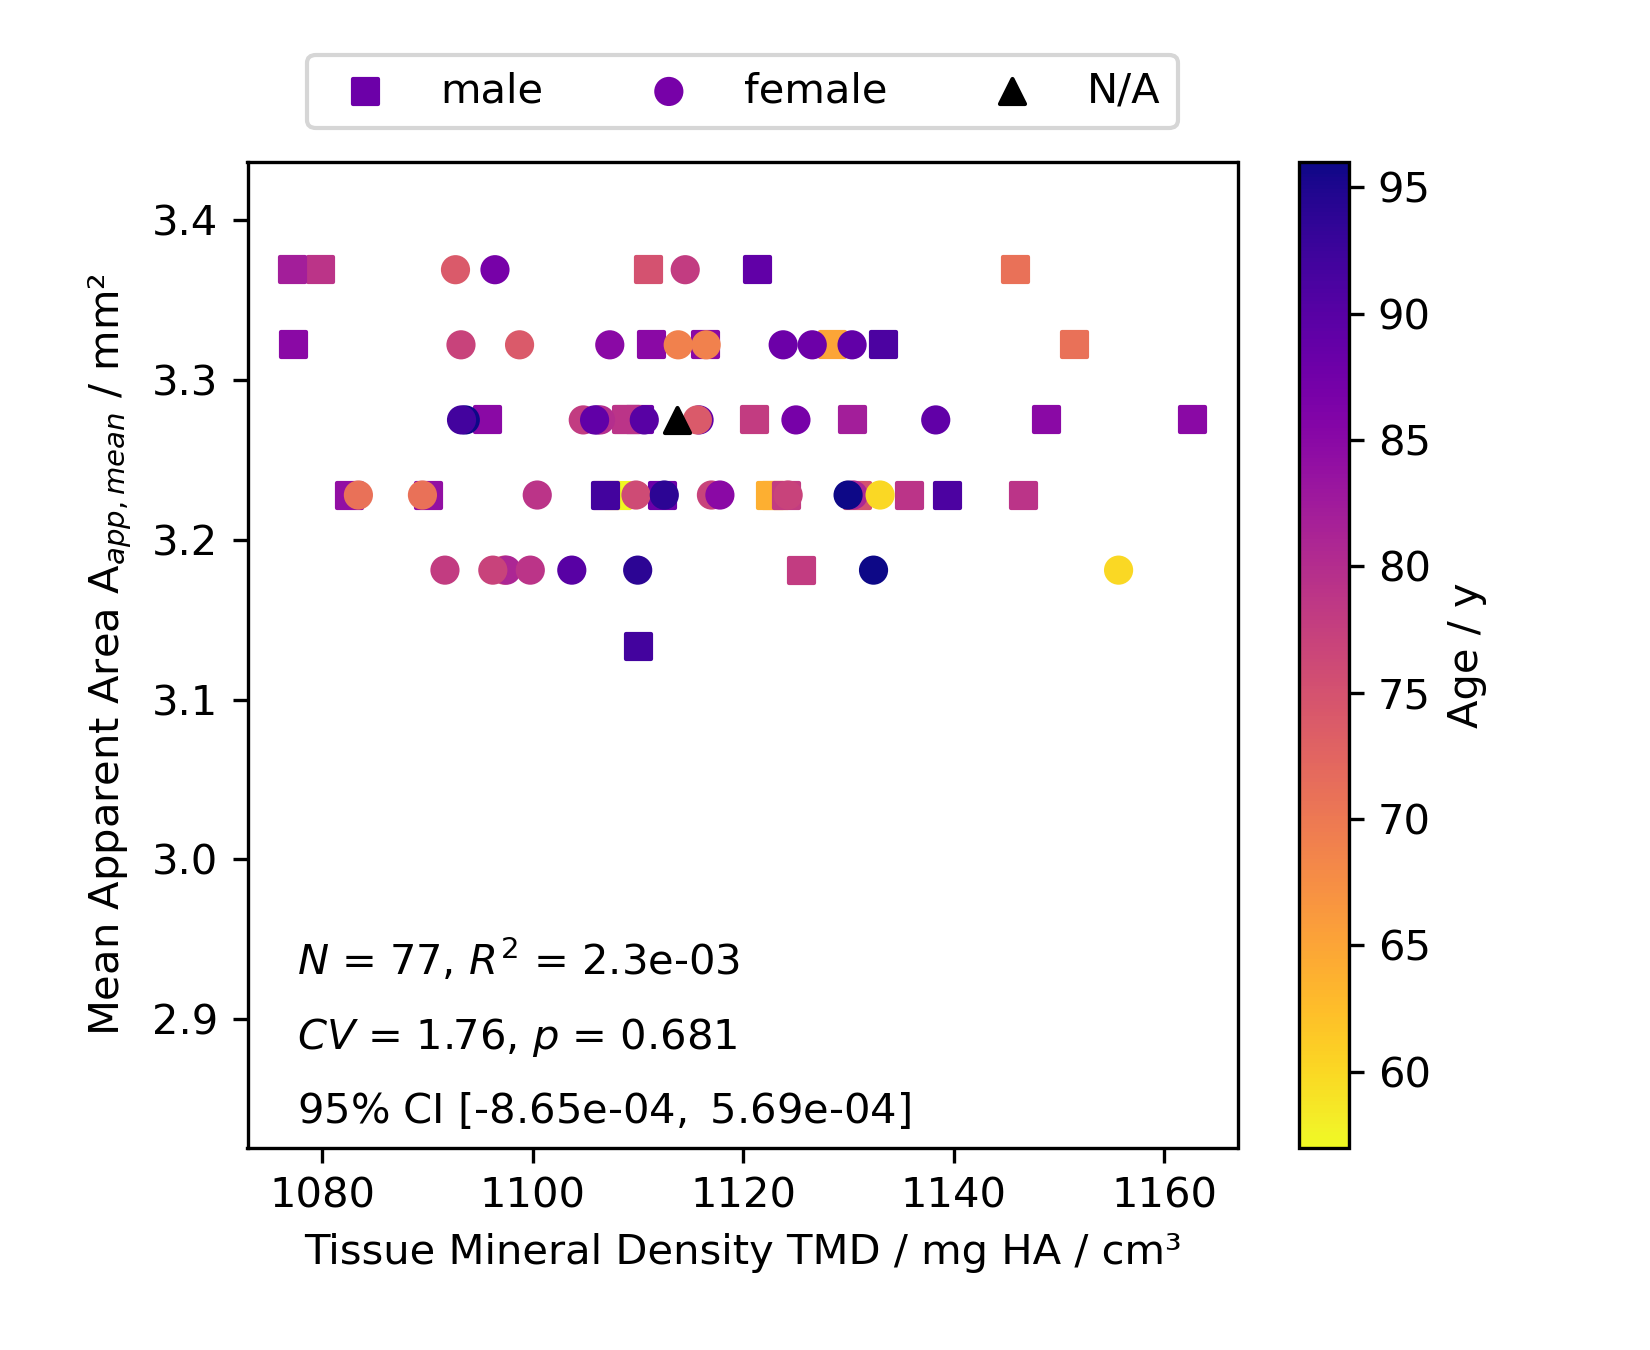 male female N/A
3.4
3.3
3.2
3.1
3.0
2.9
Mean Apparent Area A_app,mean / mm²
N = 77, R² = 2.3e-03
CV = 1.76, p = 0.681
95% CI [-8.65e-04, 5.69e-04]
1080 1100 1120 1140 1160
Tissue Mineral Density TMD / mg HA / cm³
95
90
85
80
75
70
65
60
Age / y